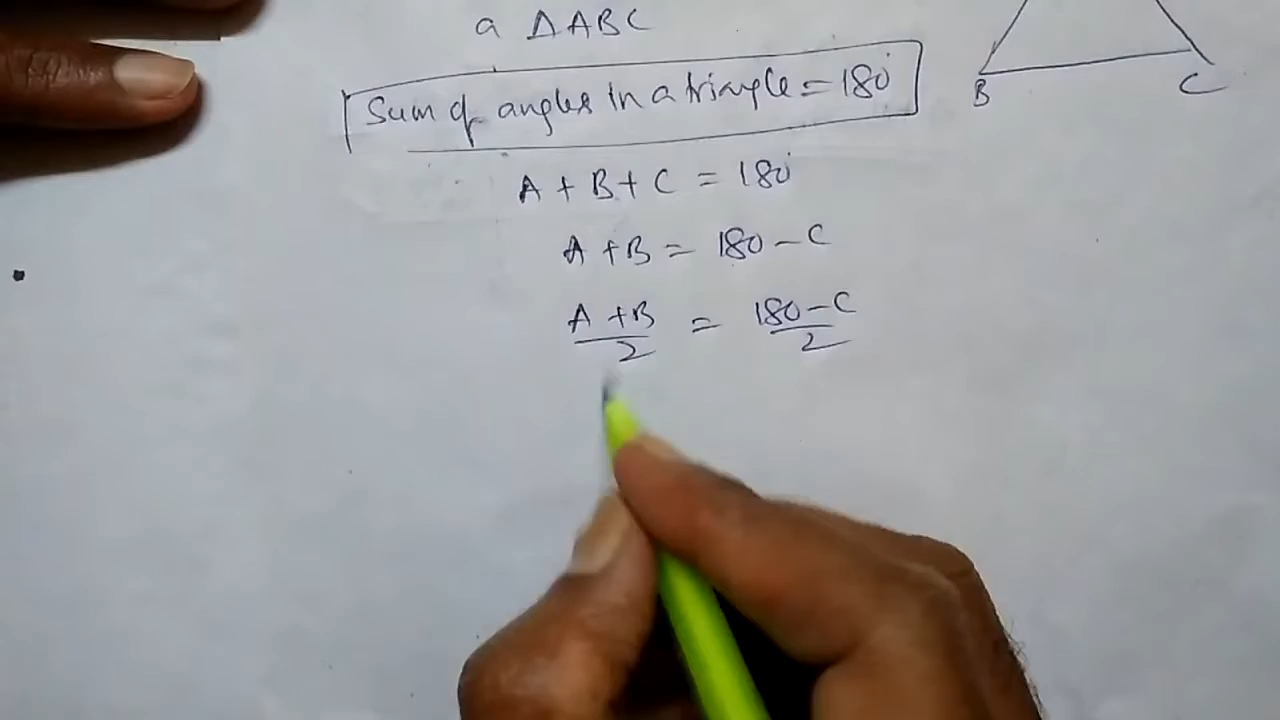 a ΔABC
Sum of angles in a triangle = 180°
B
C
A + B + C = 180°
A + B = 180 - C
A + B / 2 = 180 - C / 2